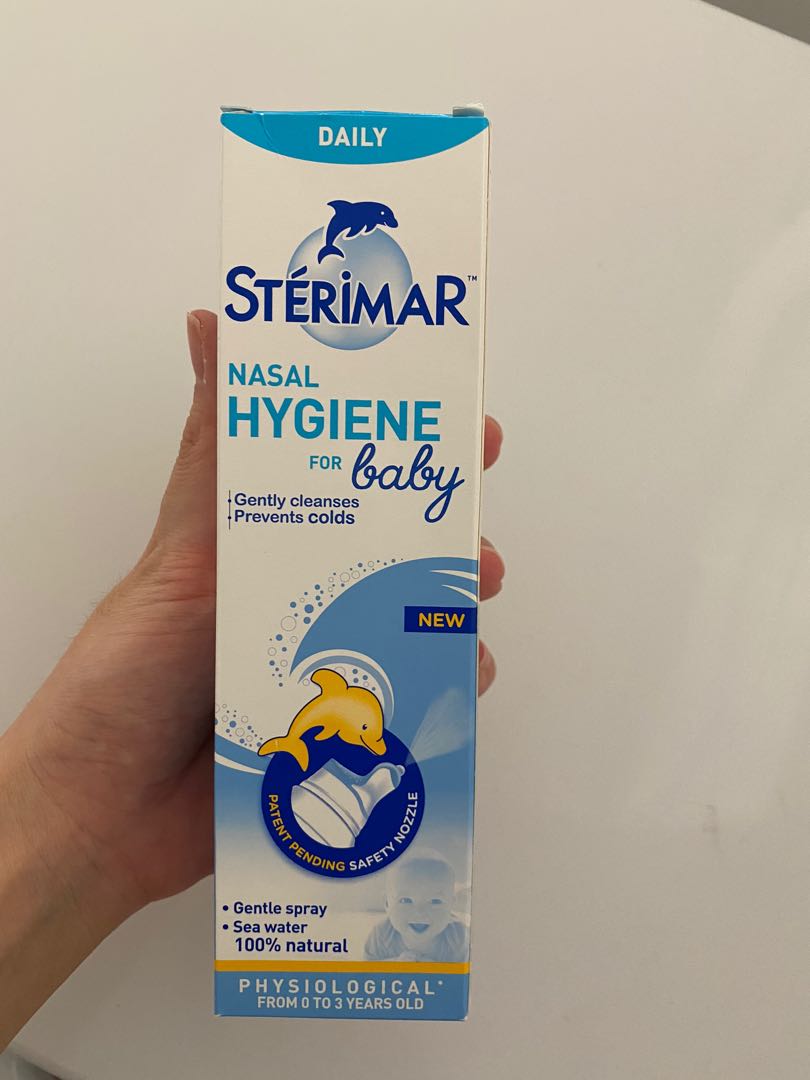 DAILY
STÉRIMAR™
NASAL
HYGIENE
FOR baby
• Gently cleanses
• Prevents colds
NEW
PATENT PENDING SAFETY NOZZLE
• Gentle spray
• Sea water
100% natural
PHYSIOLOGICAL*
FROM 0 TO 3 YEARS OLD